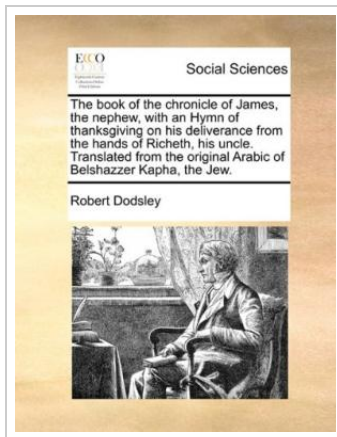 ECCO
Social Sciences
The book of the chronicle of James,
the nephew, with an Hymn of
thanksgiving on his deliverance from
the hands of Richeth, his uncle.
Translated from the original Arabic of
Belshazzer Kapha, the Jew.
Robert Dodsley